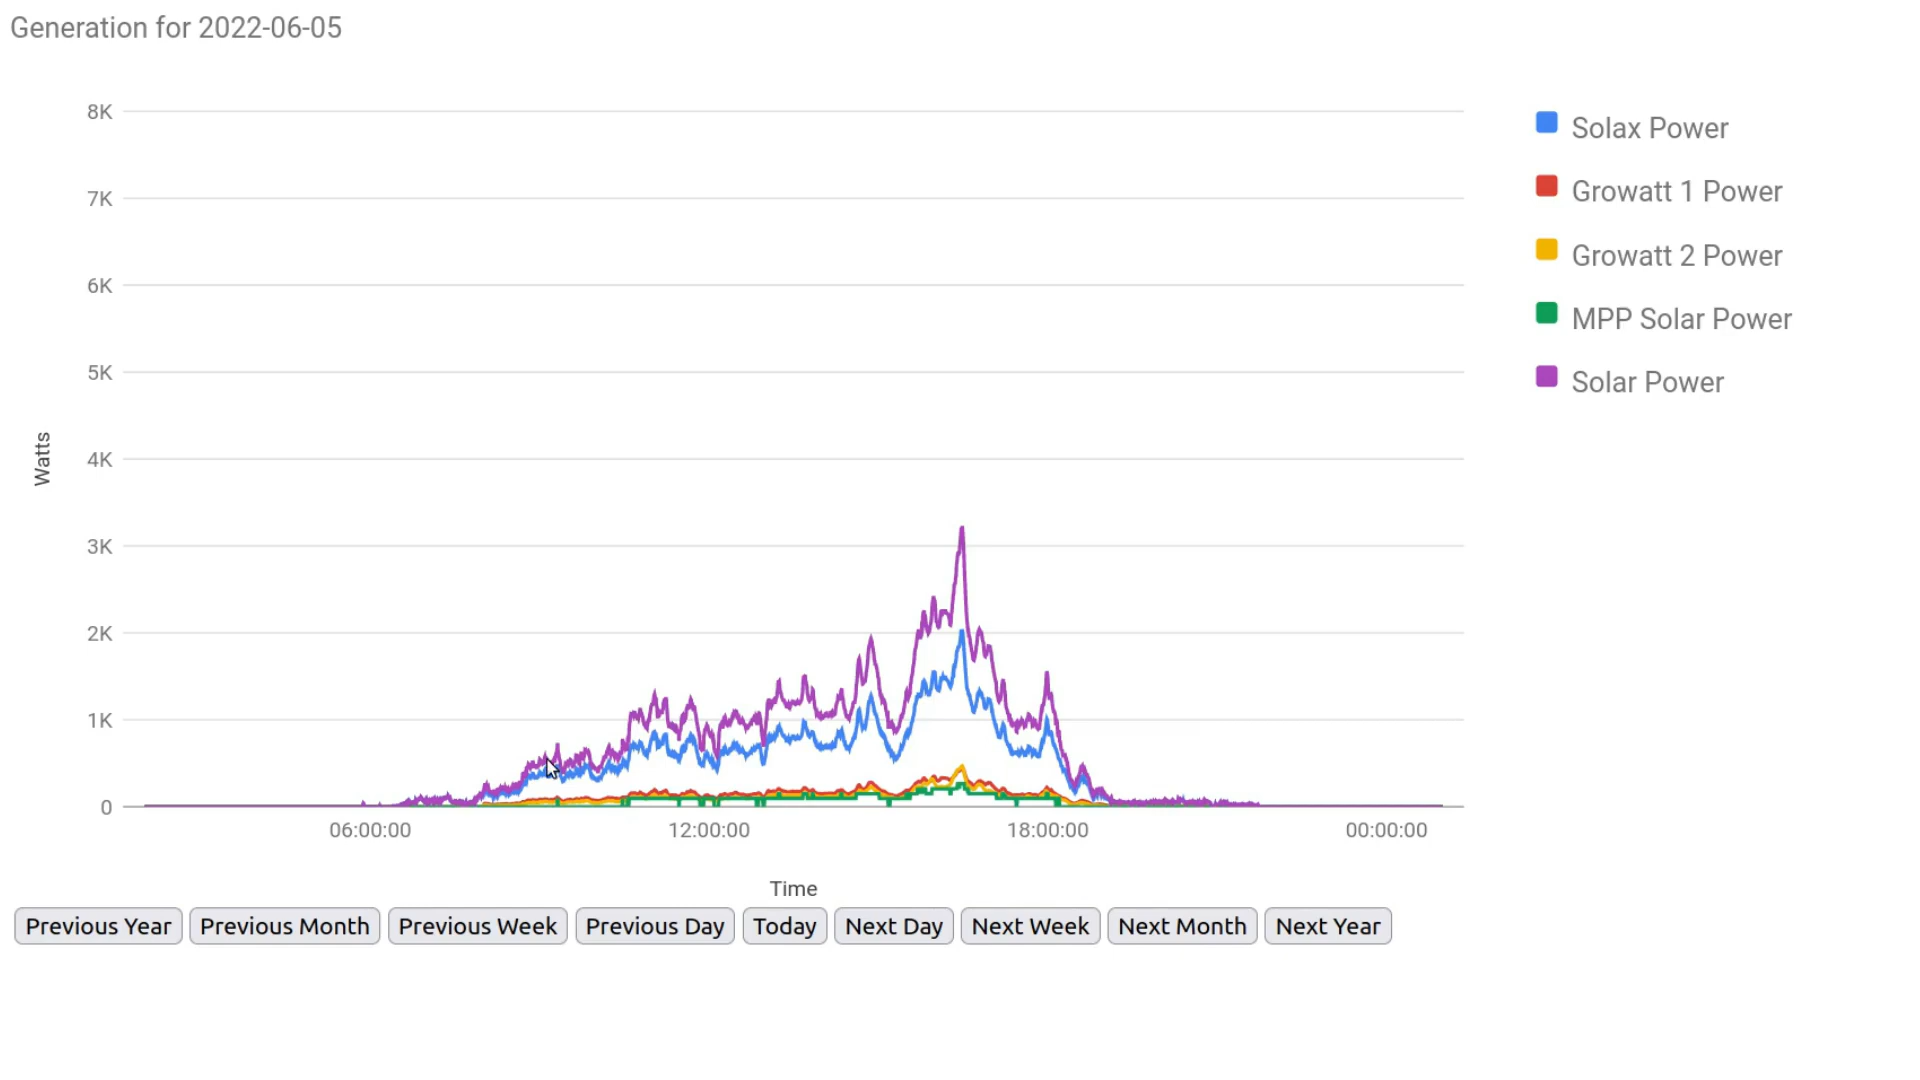 Generation for 2022-06-05
8K
7K
6K
5K
4K
3K
2K
1K
0
Watts
06:00:00 12:00:00 18:00:00 00:00:00
Time
Solax Power
Growatt 1 Power
Growatt 2 Power
MPP Solar Power
Solar Power
Previous Year Previous Month Previous Week Previous Day Today Next Day Next Week Next Month Next Year